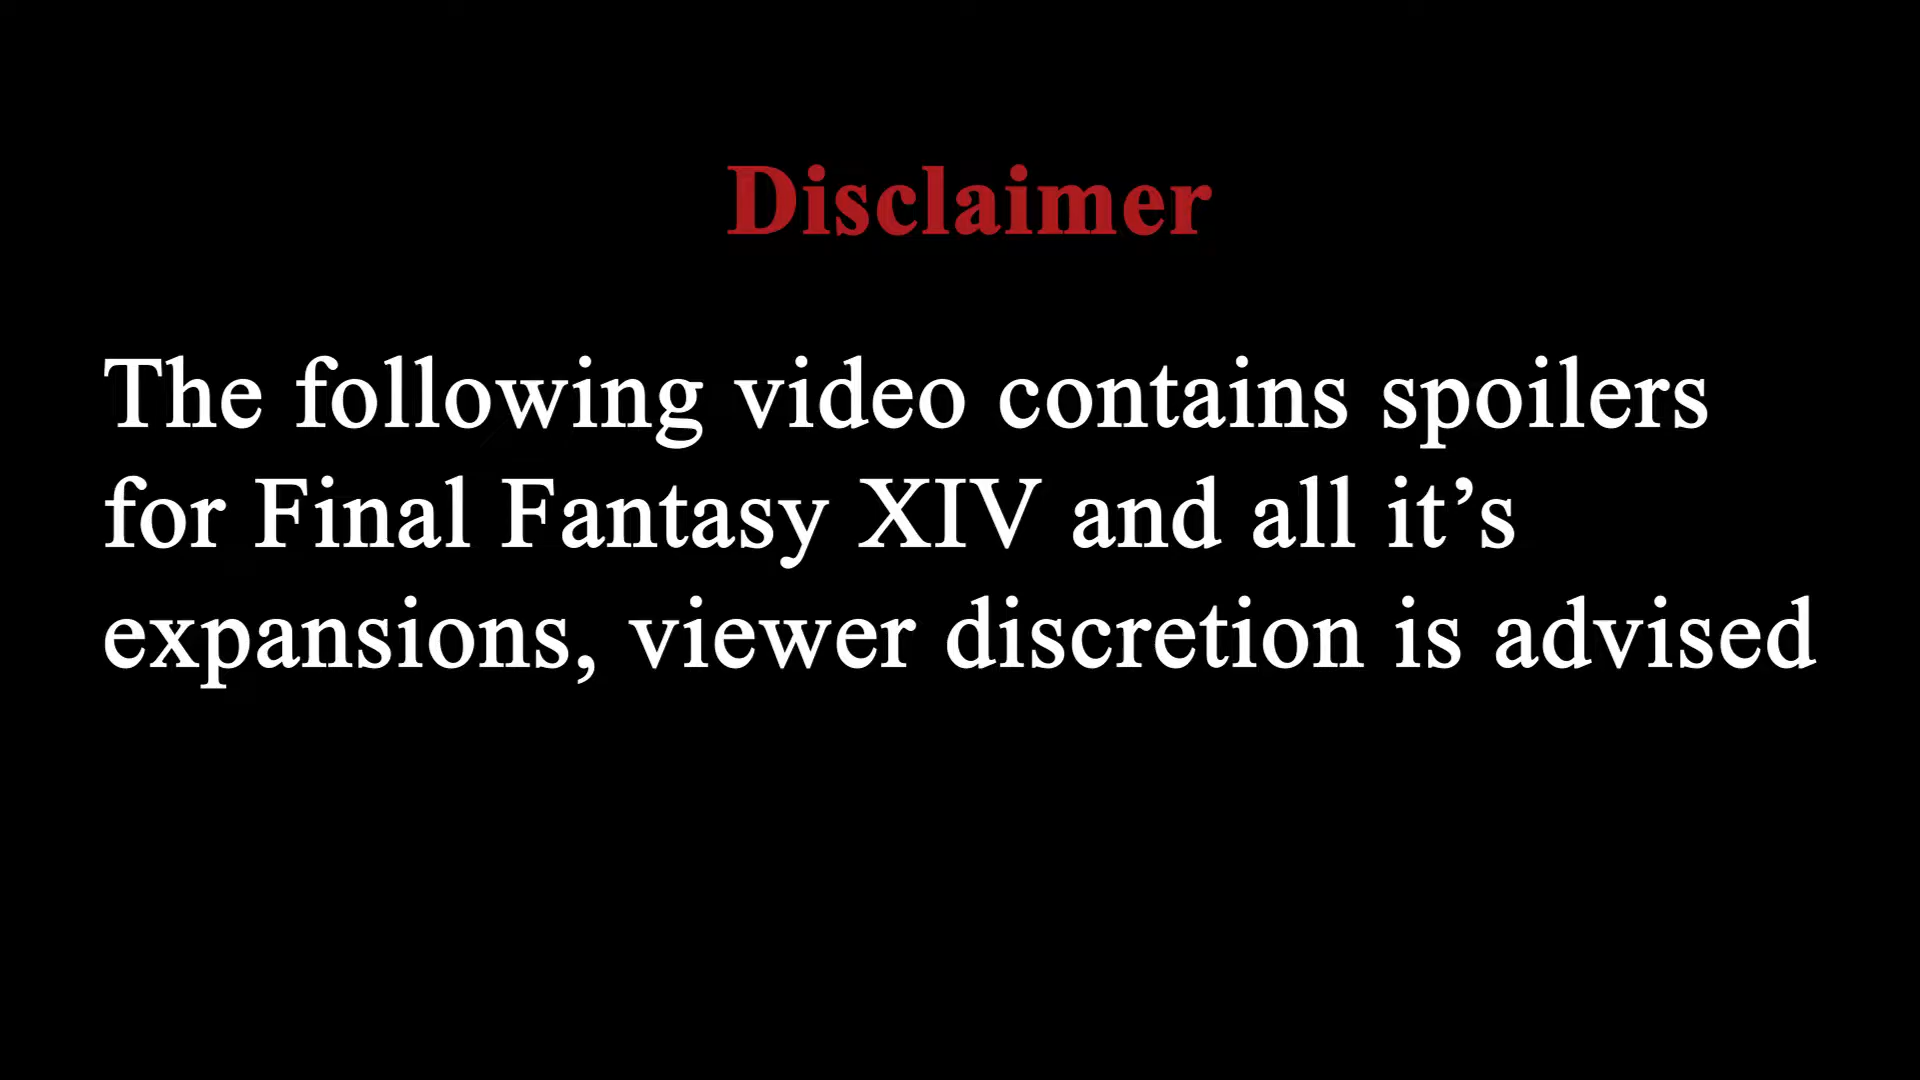 Disclaimer
The following video contains spoilers
for Final Fantasy XIV and all it’s
expansions, viewer discretion is advised